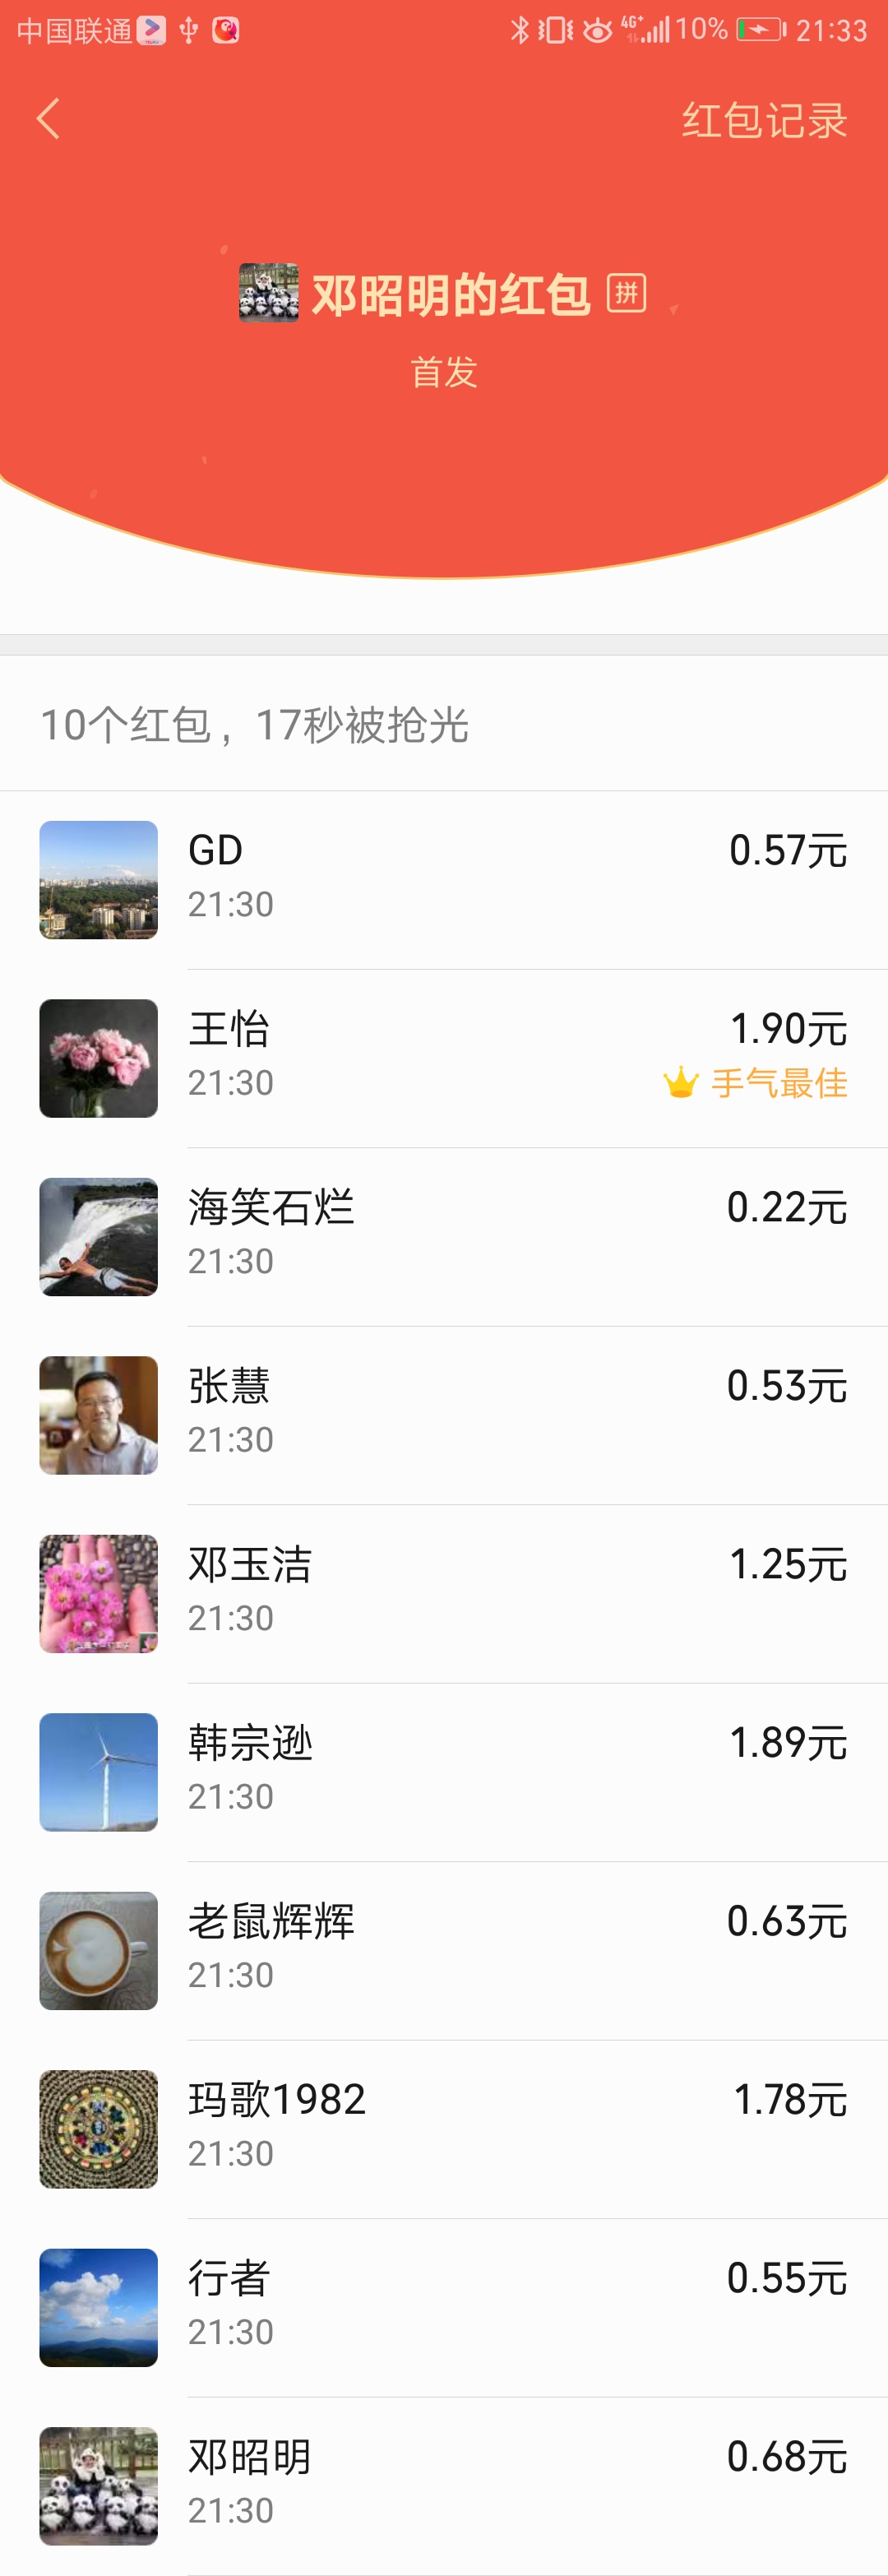 中国联通 4G+ 10% 21:33
红包记录
邓昭明的红包 拼
首发
10个红包，17秒被抢光
GD 0.57元
21:30
王怡 1.90元
21:30 手气最佳
海笑石烂 0.22元
21:30
张慧 0.53元
21:30
邓玉洁 1.25元
21:30
韩宗逊 1.89元
21:30
老鼠辉辉 0.63元
21:30
玛歌1982 1.78元
21:30
行者 0.55元
21:30
邓昭明 0.68元
21:30